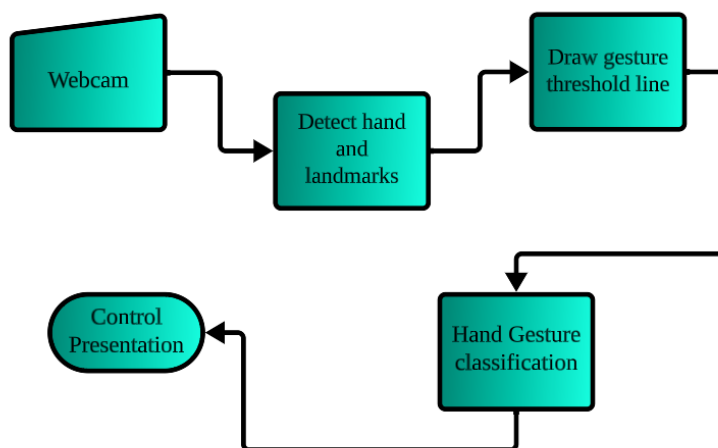 Webcam
Detect hand
and
landmarks
Draw gesture
threshold line
Hand Gesture
classification
Control
Presentation